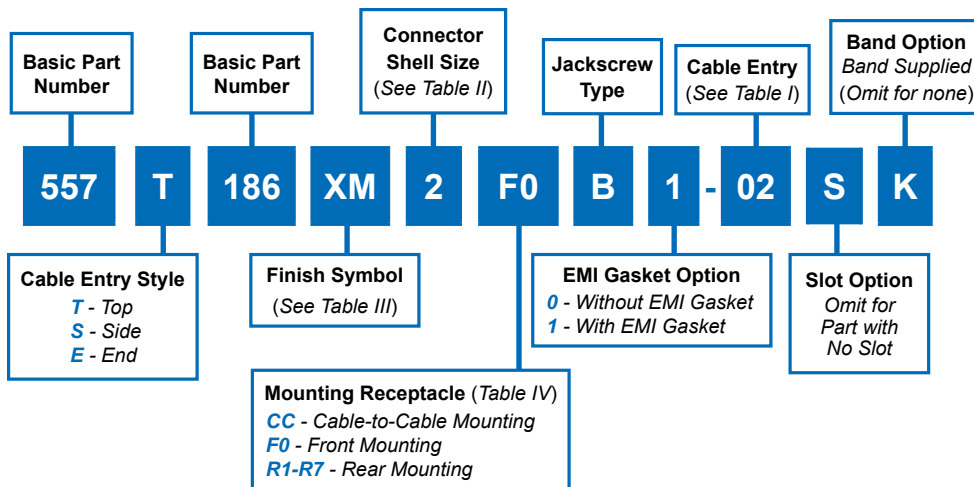 Basic Part
Number
Basic Part
Number
Connector
Shell Size
(See Table II)
Jackscrew
Type
Cable Entry
(See Table I)
Band Option
Band Supplied
(Omit for none)
557 T 186 XM 2 F0 B 1 - 02 S K
Cable Entry Style
T - Top
S - Side
E - End
Finish Symbol
(See Table III)
Mounting Receptacle (Table IV)
CC - Cable-to-Cable Mounting
F0 - Front Mounting
R1-R7 - Rear Mounting
EMI Gasket Option
0 - Without EMI Gasket
1 - With EMI Gasket
Slot Option
Omit for
Part with
No Slot